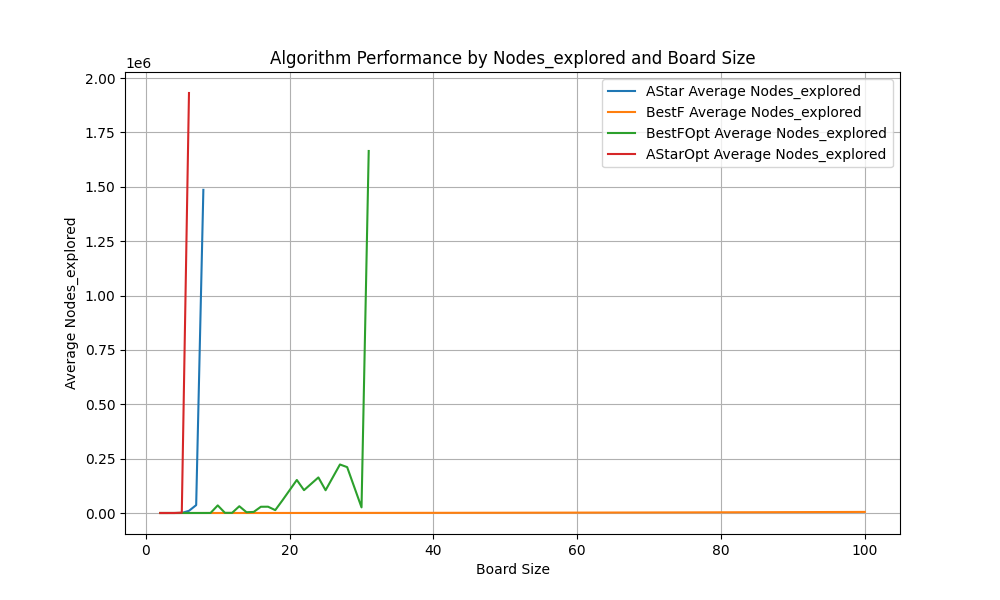 Algorithm Performance by Nodes_explored and Board Size
1e6
2.00
1.75
1.50
1.25
1.00
0.75
0.50
0.25
0.00
Average Nodes_explored
AStar Average Nodes_explored
BestF Average Nodes_explored
BestFOpt Average Nodes_explored
AStarOpt Average Nodes_explored
0 20 40 60 80 100
Board Size